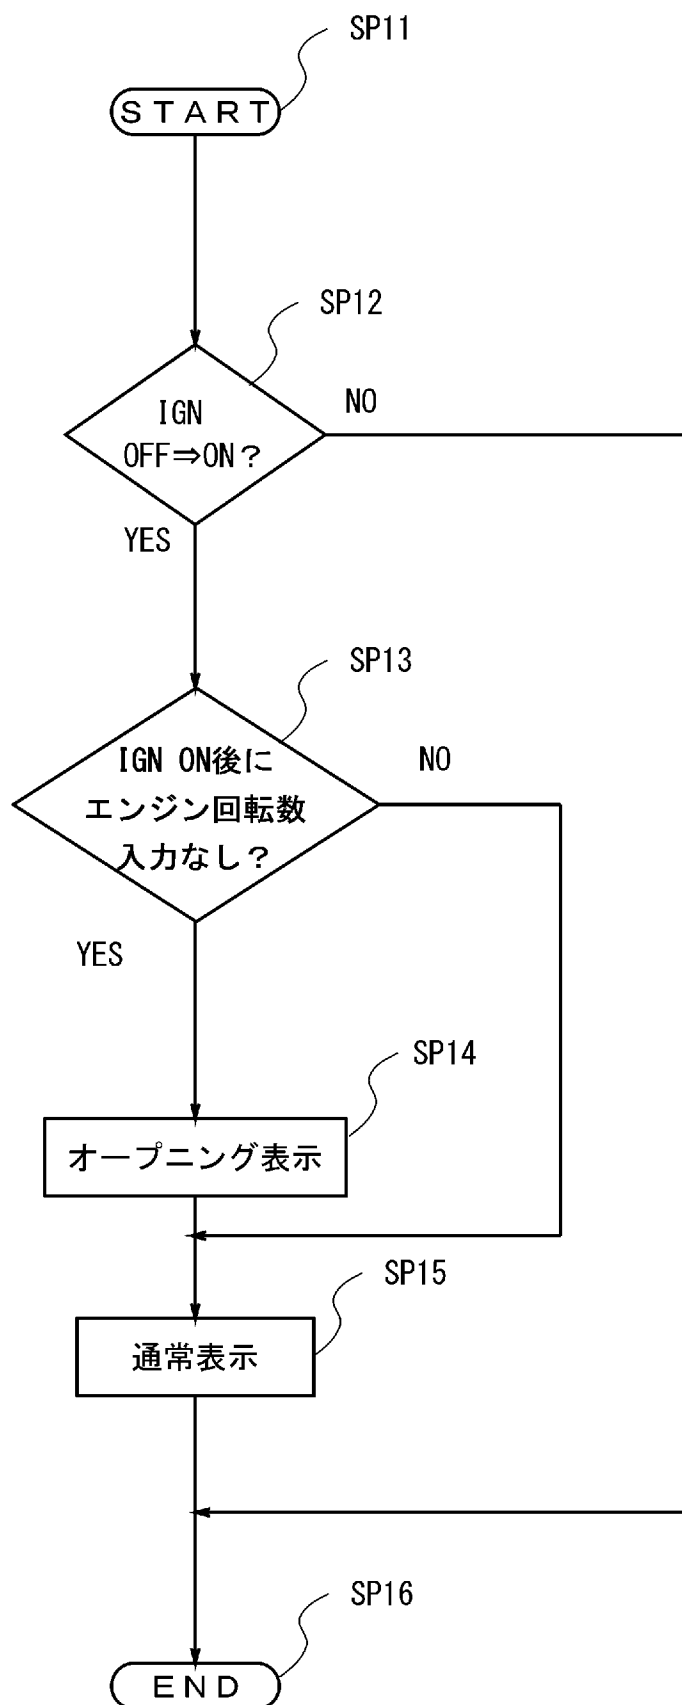 SP11
START
SP12
IGN
OFF⇒ON?
NO
YES
SP13
IGN ON後に
エンジン回転数
入力なし?
NO
YES
SP14
オープニング表示
SP15
通常表示
SP16
END